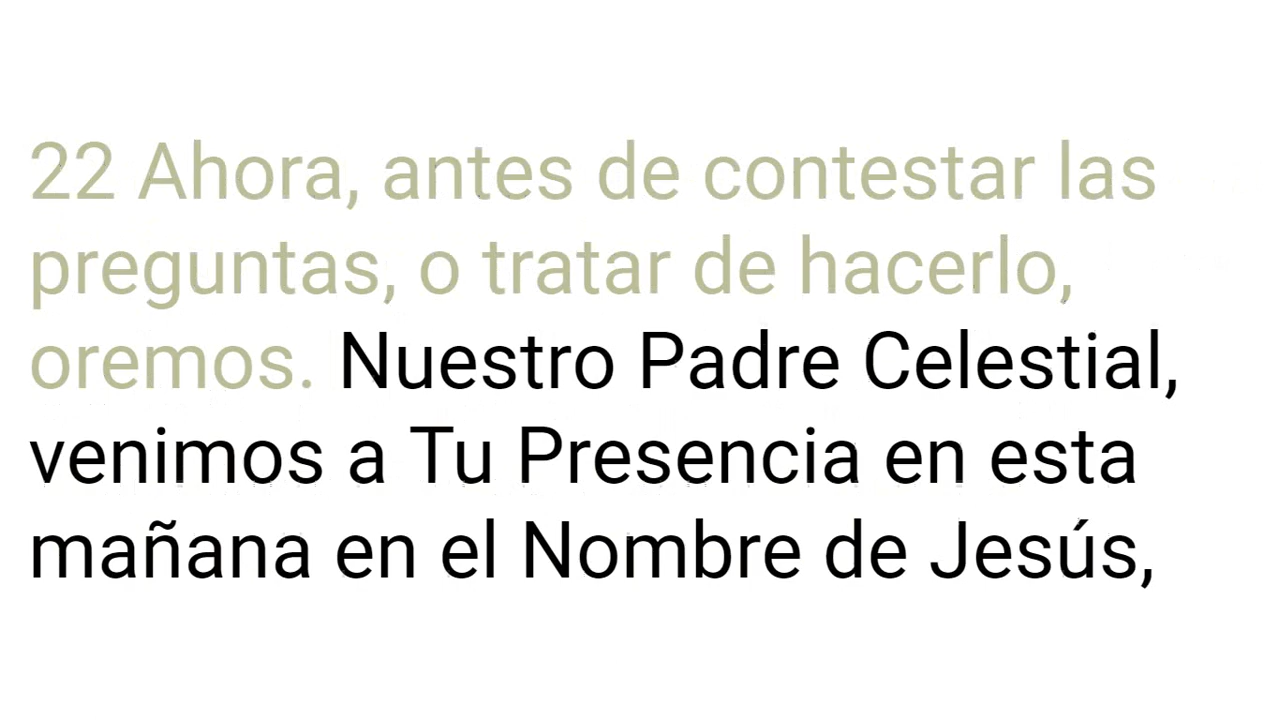 22 Ahora, antes de contestar las
preguntas, o tratar de hacerlo,
oremos. Nuestro Padre Celestial,
venimos a Tu Presencia en esta
mañana en el Nombre de Jesús,